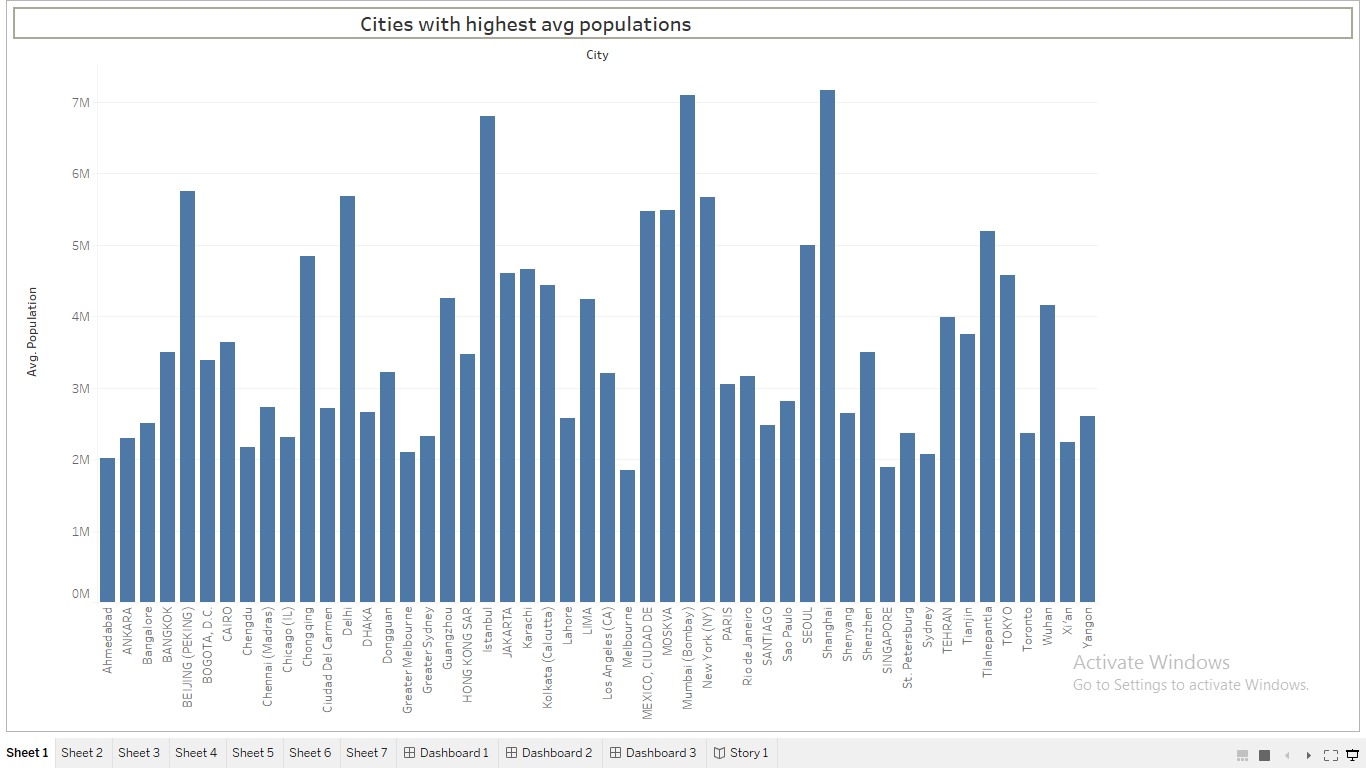 Cities with highest avg populations
City
Avg. Population
7M
6M
5M
4M
3M
2M
1M
0M
Ahmedabad
ANKARA
Bangalore
BANGKOK
BEIJING (PEKING)
BOGOTA, D.C.
CAIRO
Chengdu
Chennai (Madras)
Chicago (IL)
Chongqing
Ciudad Del Carmen
Delhi
DHAKA
Dongguan
Greater Melbourne
Greater Sydney
Guangzhou
HONG KONG SAR
Istanbul
JAKARTA
Karachi
Kolkata (Calcutta)
Lahore
LIMA
Los Angeles (CA)
Melbourne
MEXICO, CIUDAD DE
MOSKVA
Mumbai (Bombay)
New York (NY)
PARIS
Rio de Janeiro
SANTIAGO
Sao Paulo
SEOUL
Shanghai
Shenyang
Shenzhen
SINGAPORE
St. Petersburg
Sydney
TEHRAN
Tianjin
Tlalnepantla
TOKYO
Toronto
Wuhan
Xi'an
Yangon
Activate Windows
Go to Settings to activate Windows.
Sheet 1 Sheet 2 Sheet 3 Sheet 4 Sheet 5 Sheet 6 Sheet 7 Dashboard 1 Dashboard 2 Dashboard 3 Story 1